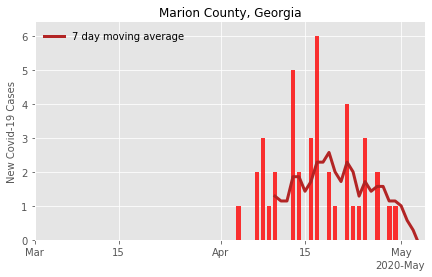 Marion County, Georgia
7 day moving average
New Covid-19 Cases
6
5
4
3
2
1
0
Mar
15
Apr
15
May
2020-May